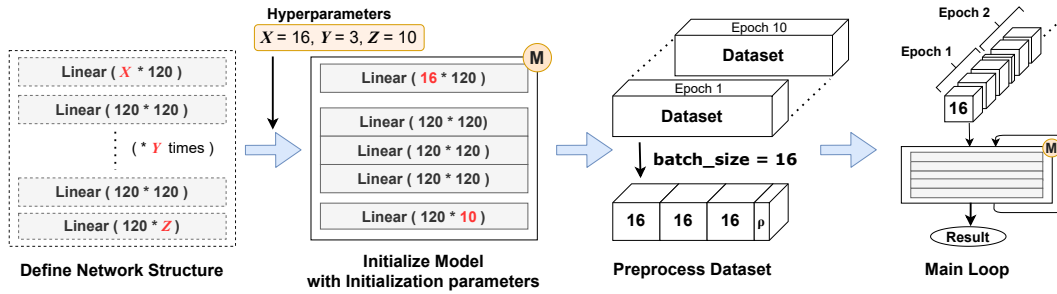 Hyperparameters
X = 16, Y = 3, Z = 10
Linear ( X * 120)
Linear ( 120 * 120)
( * Y times )
Linear ( 120 * 120)
Linear (120 * Z)
Define Network Structure
M
Linear ( 16 * 120)
Linear ( 120 * 120)
Linear ( 120 * 120 )
Linear ( 120 * 120 )
Linear (120 * 10 )
Initialize Model
with Initialization parameters
Epoch 10
Dataset
Epoch 1
Dataset
batch_size = 16
16 16 16 ρ
Preprocess Dataset
Epoch 2
Epoch 1
16
M
Result
Main Loop